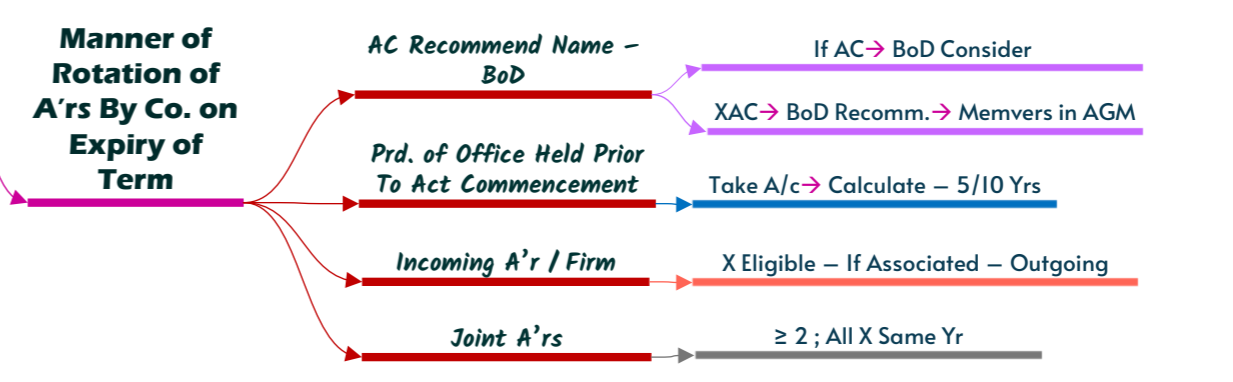 Manner of
Rotation of
A'rs By Co. on
Expiry of
Term
AC Recommend Name –
BoD
If AC→ BoD Consider
XAC→ BoD Recomm.→ Memvers in AGM
Prd. of Office Held Prior
To Act Commencement
Take A/c→ Calculate – 5/10 Yrs
Incoming A'r / Firm
X Eligible – If Associated – Outgoing
Joint A'rs
≥ 2 ; All X Same Yr